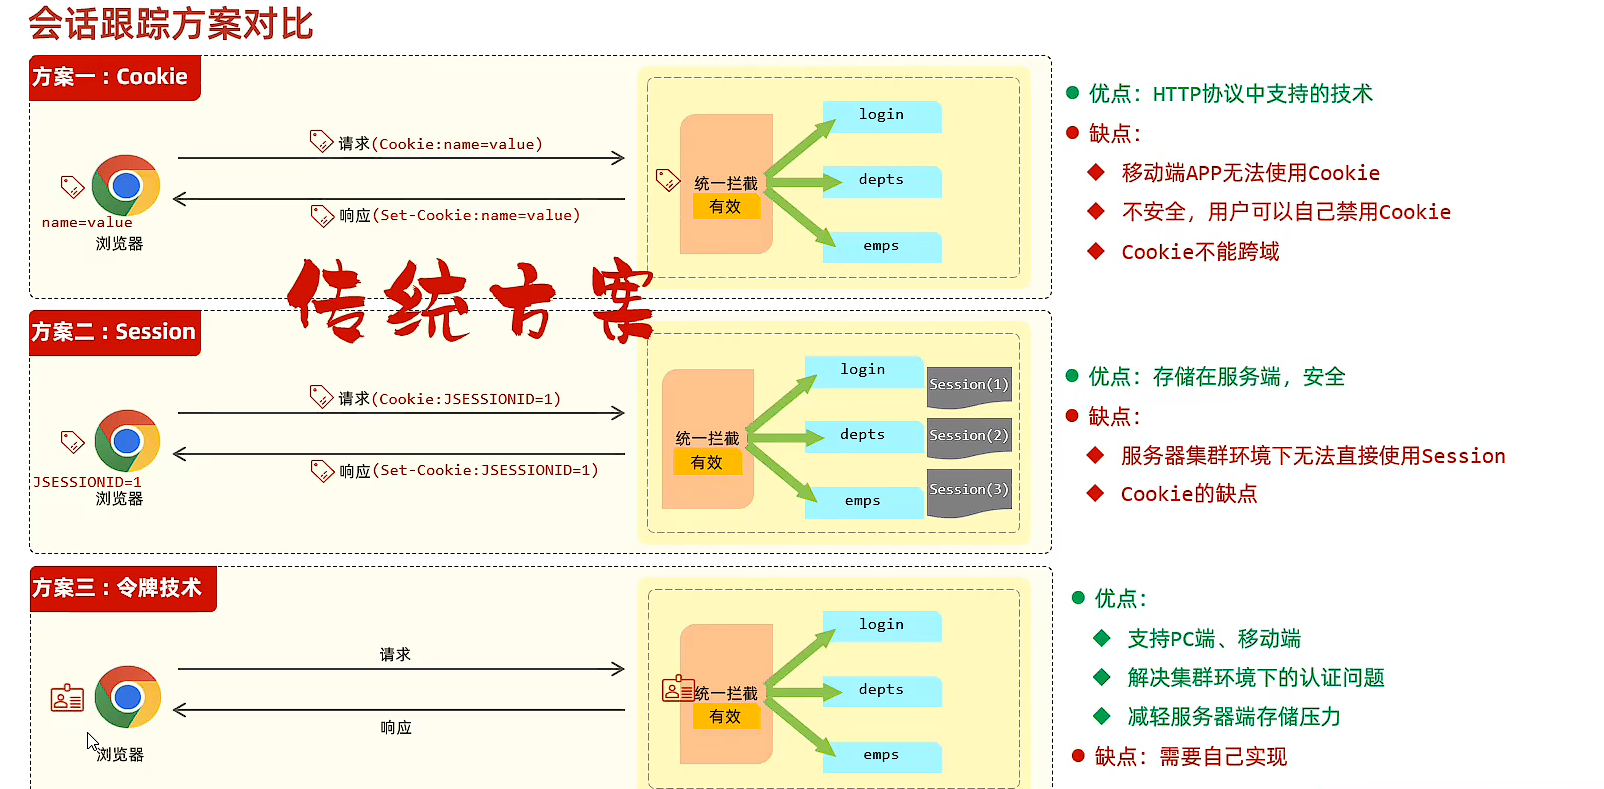 会话跟踪方案对比
方案一：Cookie
请求(Cookie:name=value)
响应(Set-Cookie:name=value)
name=value
浏览器
统一拦截
有效
login
depts
emps
优点：HTTP协议中支持的技术
缺点：
移动端APP无法使用Cookie
不安全，用户可以自己禁用Cookie
Cookie不能跨域
传统方案
方案二：Session
请求(Cookie:JSESSIONID=1)
响应(Set-Cookie:JSESSIONID=1)
JSESSIONID=1
浏览器
统一拦截
有效
login
depts
emps
Session(1)
Session(2)
Session(3)
优点：存储在服务端，安全
缺点：
服务器集群环境下无法直接使用Session
Cookie的缺点
方案三：令牌技术
请求
响应
浏览器
统一拦截
有效
login
depts
emps
优点：
支持PC端、移动端
解决集群环境下的认证问题
减轻服务器端存储压力
缺点：需要自己实现